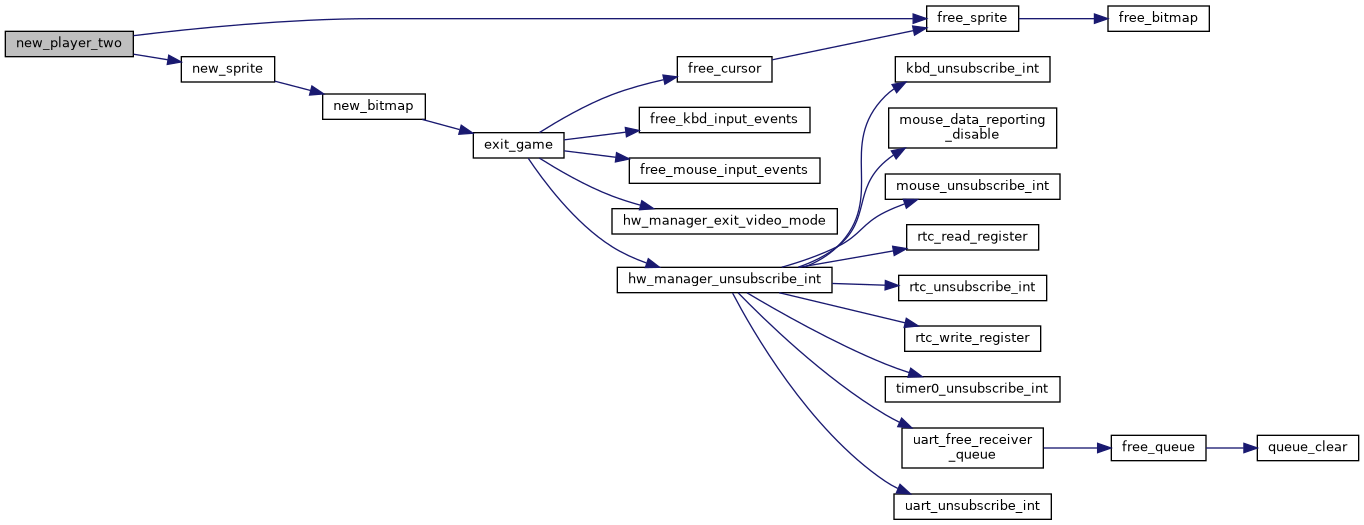 new_player_two
new_sprite
new_bitmap
exit_game
free_cursor
free_kbd_input_events
free_mouse_input_events
hw_manager_exit_video_mode
hw_manager_unsubscribe_int
free_sprite
free_bitmap
kbd_unsubscribe_int
mouse_data_reporting
_disable
mouse_unsubscribe_int
rtc_read_register
rtc_unsubscribe_int
rtc_write_register
timer0_unsubscribe_int
uart_free_receiver
_queue
free_queue
queue_clear
uart_unsubscribe_int